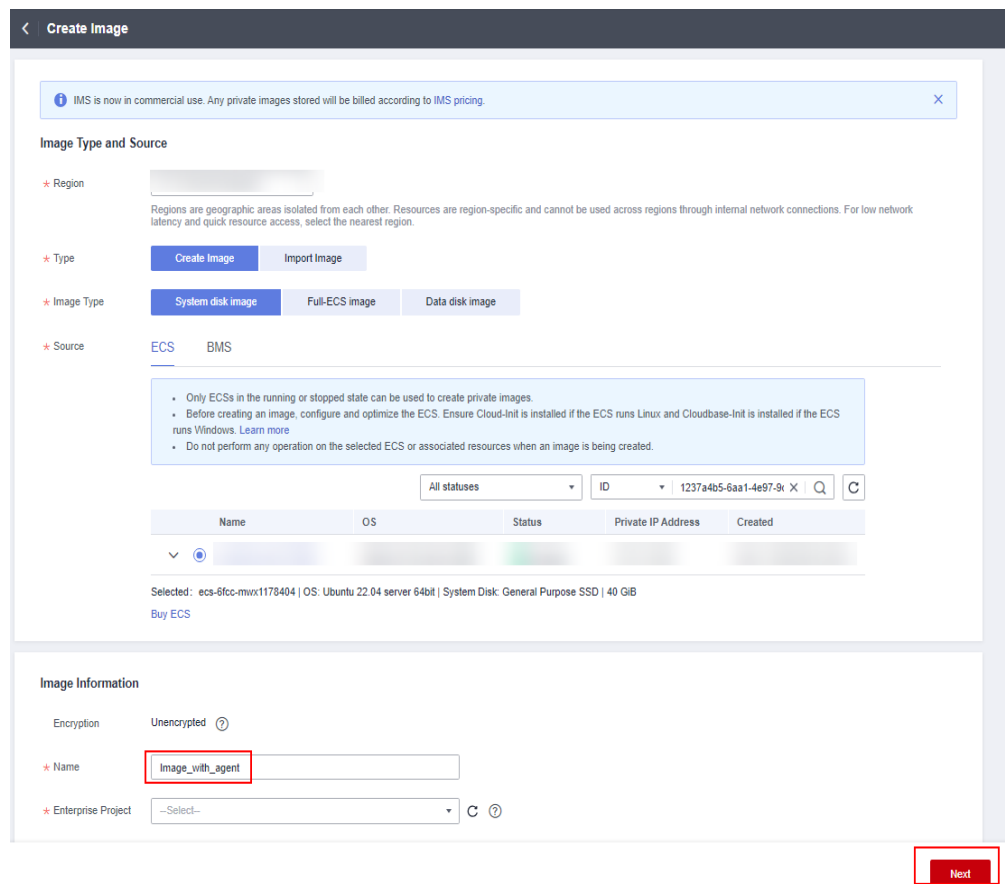 Create Image
IMS is now in commercial use. Any private images stored will be billed according to IMS pricing.
Image Type and Source
* Region
Regions are geographic areas isolated from each other. Resources are region-specific and cannot be used across regions through internal network connections. For low network
latency and quick resource access, select the nearest region.
* Type Create Image Import Image
* Image Type System disk image Full-ECS image Data disk image
* Source ECS BMS
• Only ECSs in the running or stopped state can be used to create private images.
• Before creating an image, configure and optimize the ECS. Ensure Cloud-Init is installed if the ECS runs Linux and Cloudbase-Init is installed if the ECS
runs Windows. Learn more
• Do not perform any operation on the selected ECS or associated resources when an image is being created.
All statuses ID 1237a4b5-6aa1-4e97-9
Name OS Status Private IP Address Created
Selected: ecs-6fcc-mwx1178404 | OS: Ubuntu 22.04 server 64bit | System Disk: General Purpose SSD | 40 GiB
Buy ECS
Image Information
Encryption Unencrypted ?
* Name Image_with_agent
* Enterprise Project --Select-- ?
Next